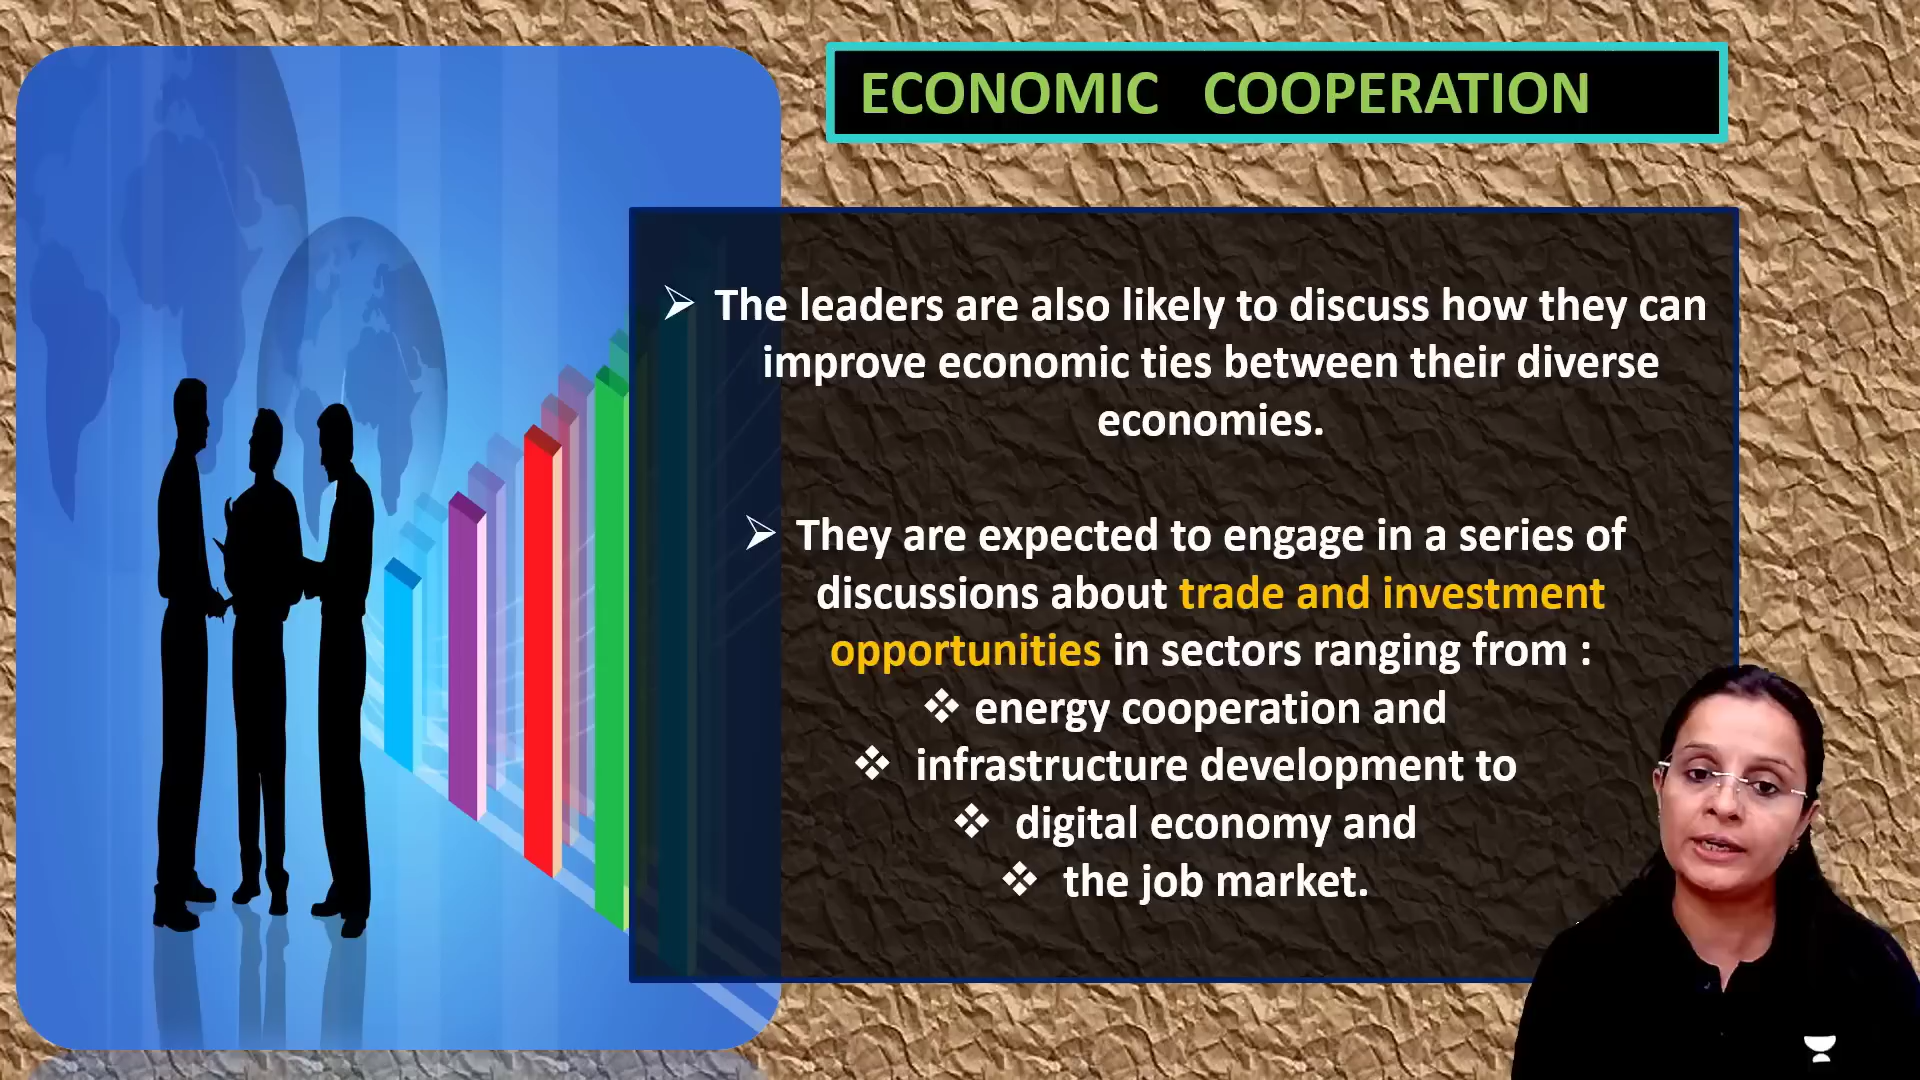 ECONOMIC COOPERATION
➢ The leaders are also likely to discuss how they can
improve economic ties between their diverse
economies.
➢ They are expected to engage in a series of
discussions about trade and investment
opportunities in sectors ranging from :
❖ energy cooperation and
❖ infrastructure development to
❖ digital economy and
❖ the job market.